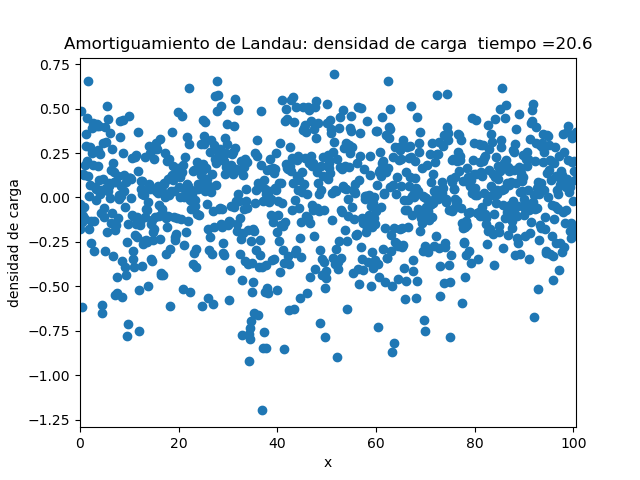 Amortiguamiento de Landau: densidad de carga  tiempo =20.6
0.75
0.50
0.25
0.00
−0.25
−0.50
−0.75
−1.00
−1.25
densidad de carga
0 20 40 60 80 100
x